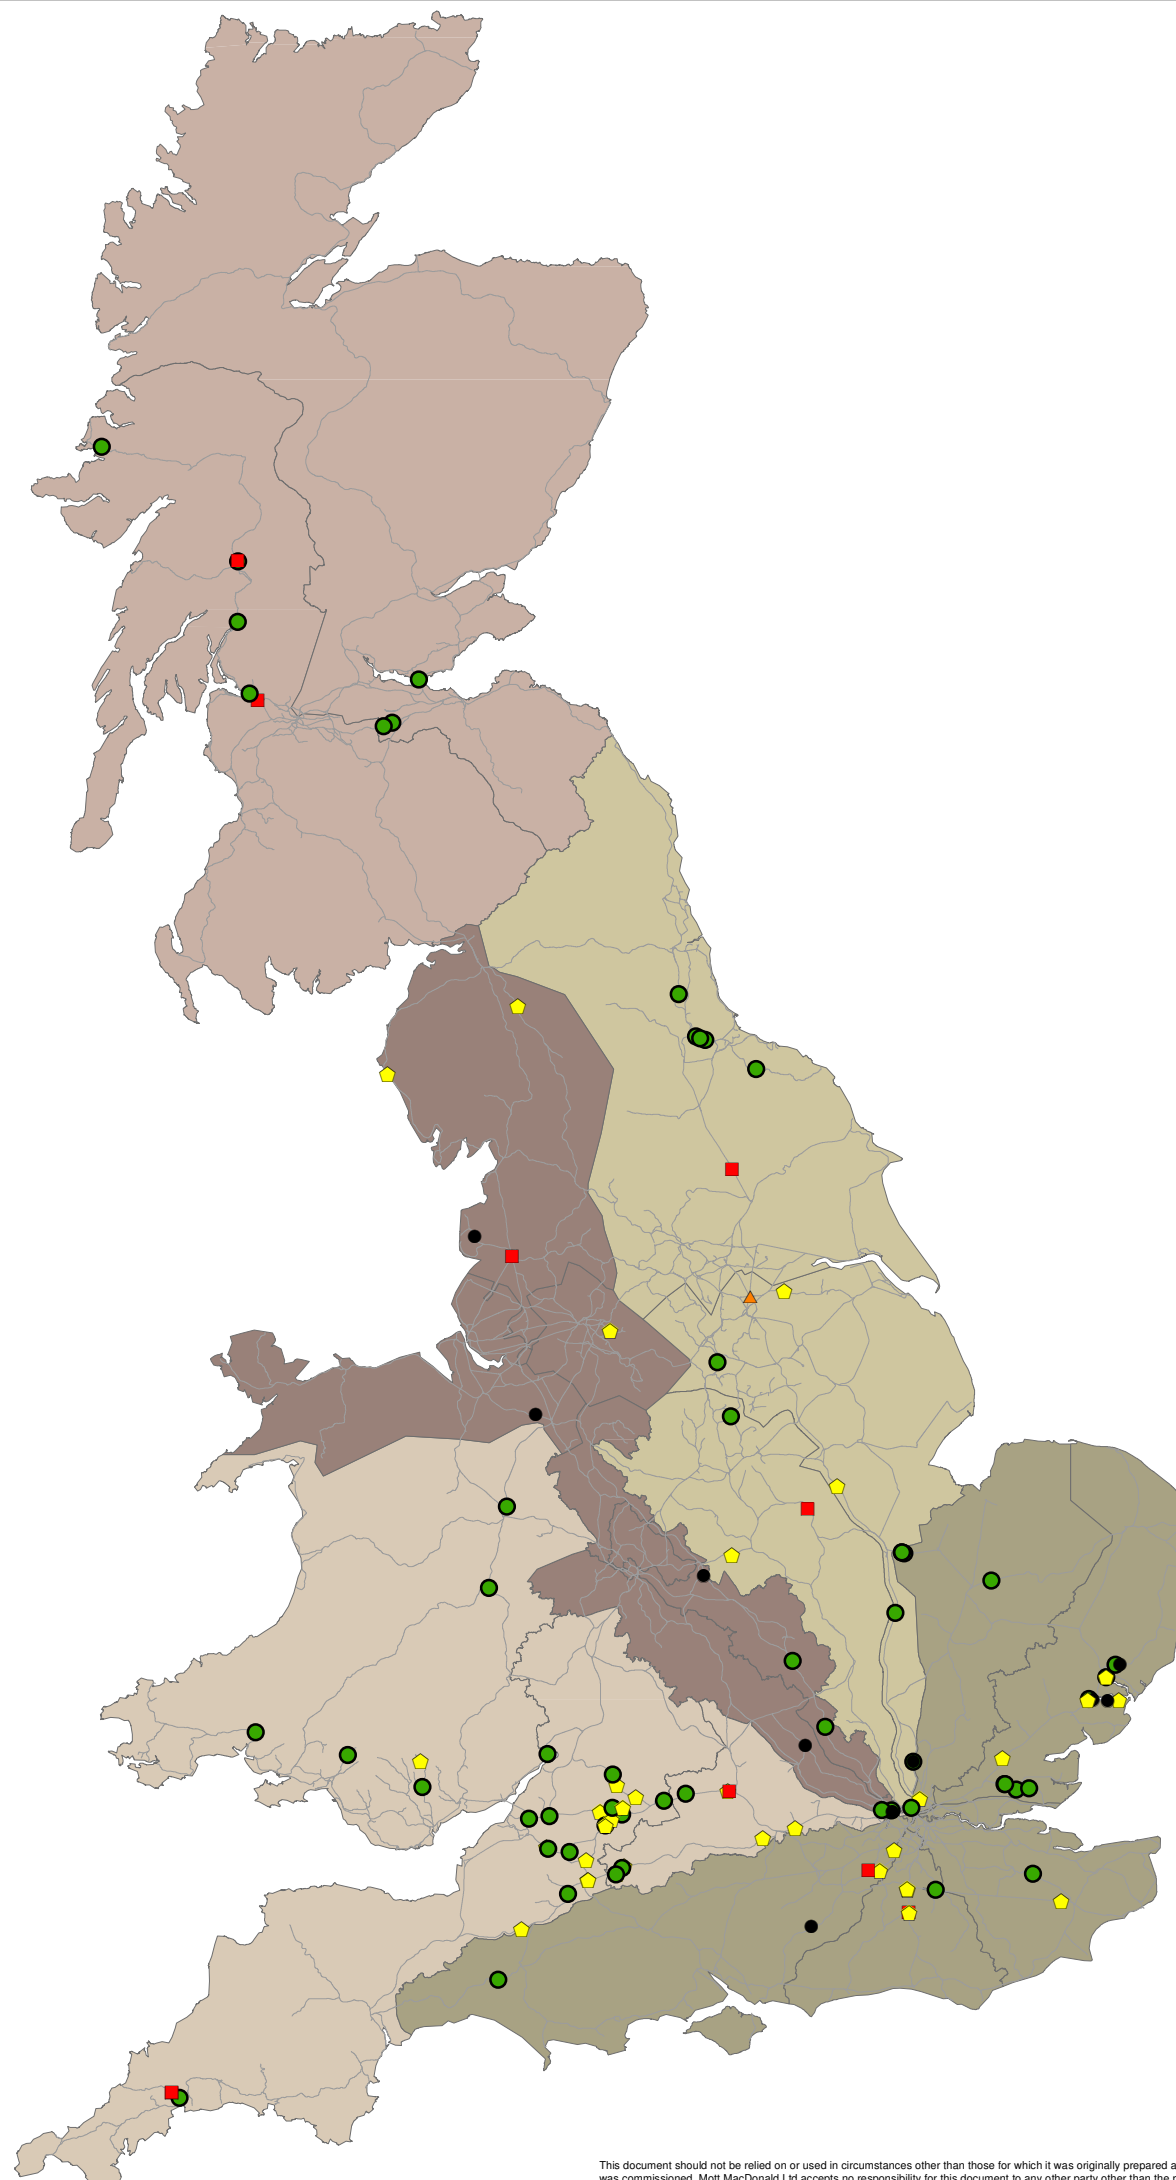 This document should not be relied on or used in circumstances other than those for which it was originally prepared a
was commissioned. Mott MacDonald Ltd accepts no responsibility for this document to any other party other than the